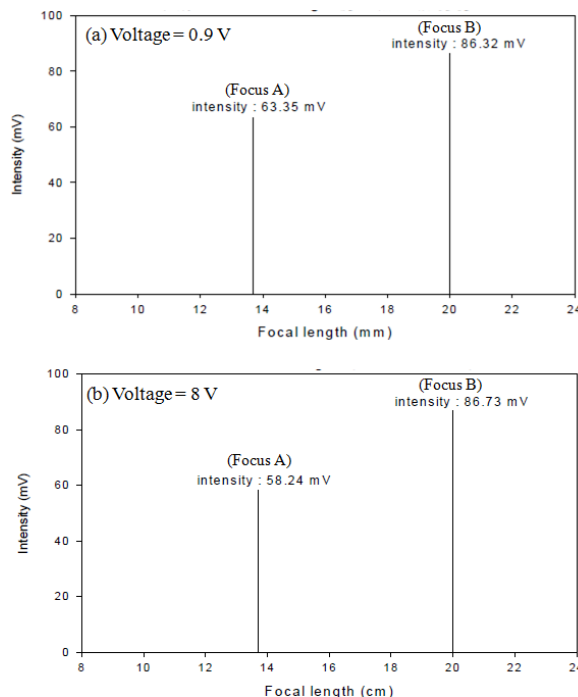 (a) Voltage = 0.9 V
(Focus B)
intensity : 86.32 mV
(Focus A)
intensity : 63.35 mV
Intensity (mV)
100
80
60
40
20
0
8 10 12 14 16 18 20 22 24
Focal length (mm)
(b) Voltage = 8 V
(Focus B)
intensity : 86.73 mV
(Focus A)
intensity : 58.24 mV
Intensity (mV)
100
80
60
40
20
0
8 10 12 14 16 18 20 22 24
Focal length (cm)